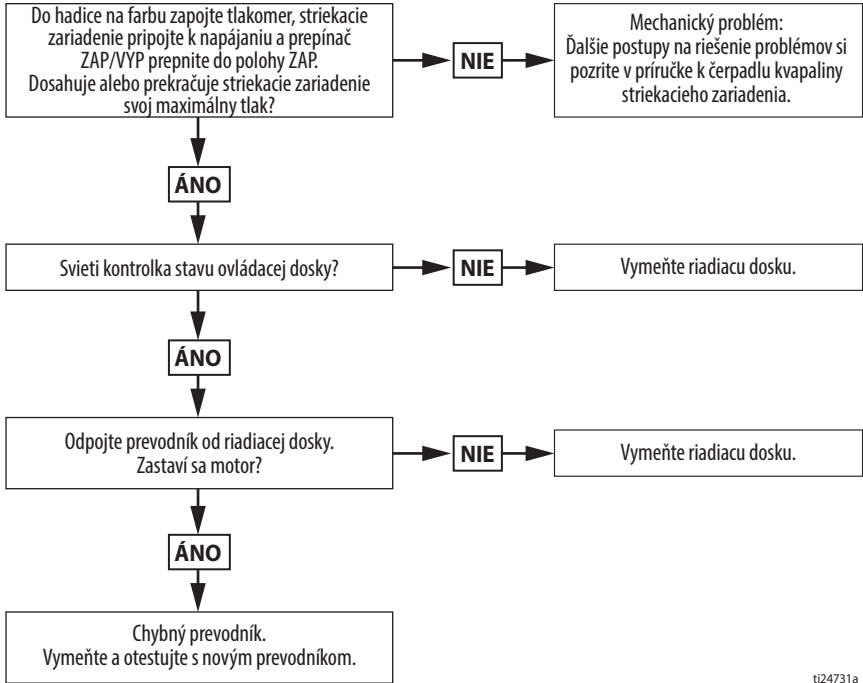 Do hadice na farbu zapojte tlakomer, striekacie
zariadenie pripojte k napájaniu a prepínač
ZAP/VYP prepnite do polohy ZAP.
Dosahuje alebo prekračuje striekacie zariadenie
svoj maximálny tlak?
NIE
Mechanický problém:
Ďalšie postupy na riešenie problémov si
pozrite v príručke k čerpadlu kvapaliny
striekacieho zariadenia.
ÁNO
Svieti kontrolka stavu ovládacej dosky?
NIE
Vymeňte riadiacu dosku.
ÁNO
Odpojte prevodník od riadiacej dosky.
Zastaví sa motor?
NIE
Vymeňte riadiacu dosku.
ÁNO
Chybný prevodník.
Vymeňte a otestujte s novým prevodníkom.
ti24731a